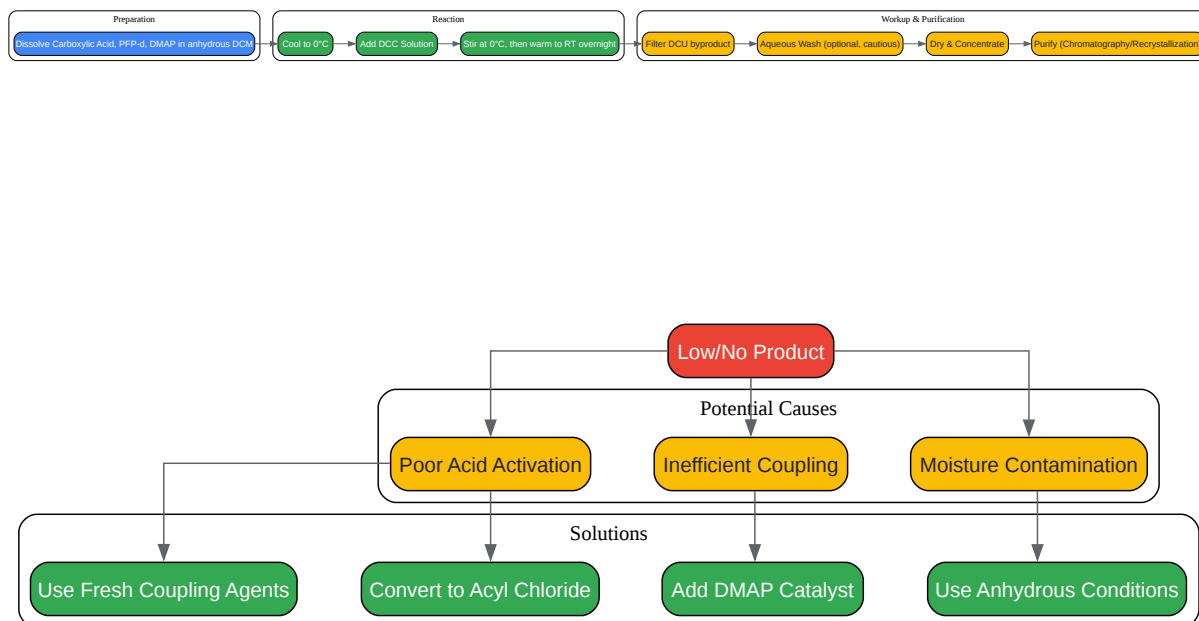 Preparation
Reaction
Workup & Purification
Dissolve Carboxylic Acid, PFP-d, DMAP in anhydrous DCM
Cool to 0°C
Add DCC Solution
Stir at 0°C, then warm to RT overnight
Filter DCU byproduct
Aqueous Wash (optional, cautious)
Dry & Concentrate
Purify (Chromatography/Recrystallization)
Low/No Product
Potential Causes
Poor Acid Activation
Inefficient Coupling
Moisture Contamination
Solutions
Use Fresh Coupling Agents
Convert to Acyl Chloride
Add DMAP Catalyst
Use Anhydrous Conditions